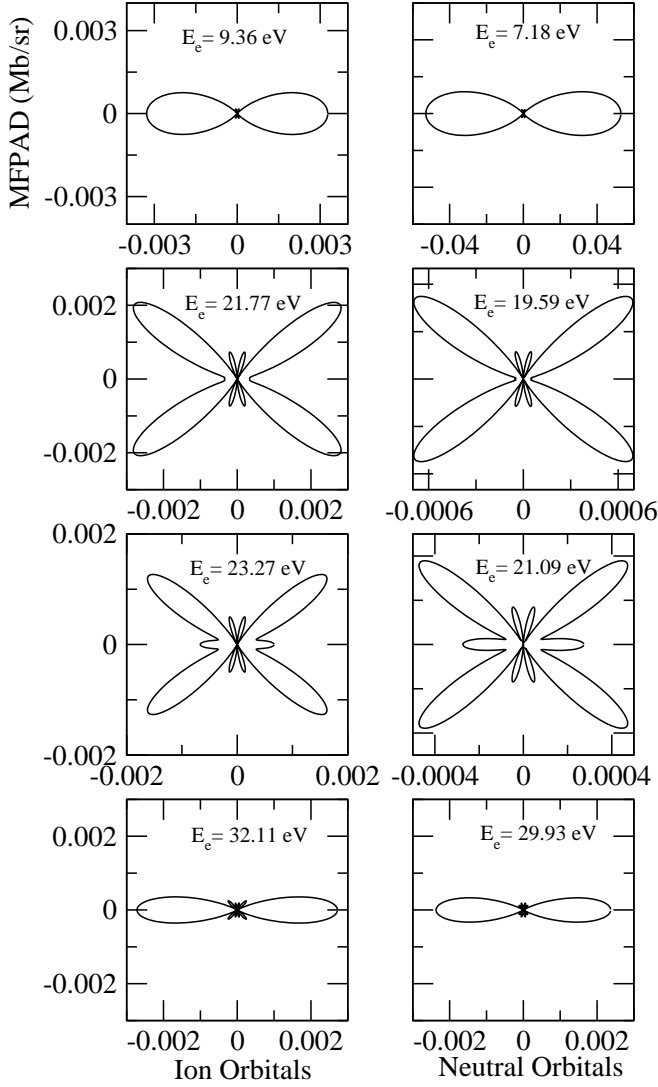 MFPAD (Mb/sr)
0.003
0
-0.003
E_e= 9.36 eV
-0.003 0 0.003
E_e= 7.18 eV
-0.04 0 0.04
0.002
0
-0.002
E_e= 21.77 eV
-0.002 0 0.002
E_e= 19.59 eV
-0.0006 0 0.0006
0.002
0
-0.002
E_e= 23.27 eV
-0.002 0 0.002
E_e= 21.09 eV
-0.0004 0 0.0004
0.002
0
-0.002
E_e= 32.11 eV
-0.002 0 0.002
Ion Orbitals
E_e= 29.93 eV
-0.002 0 0.002
Neutral Orbitals